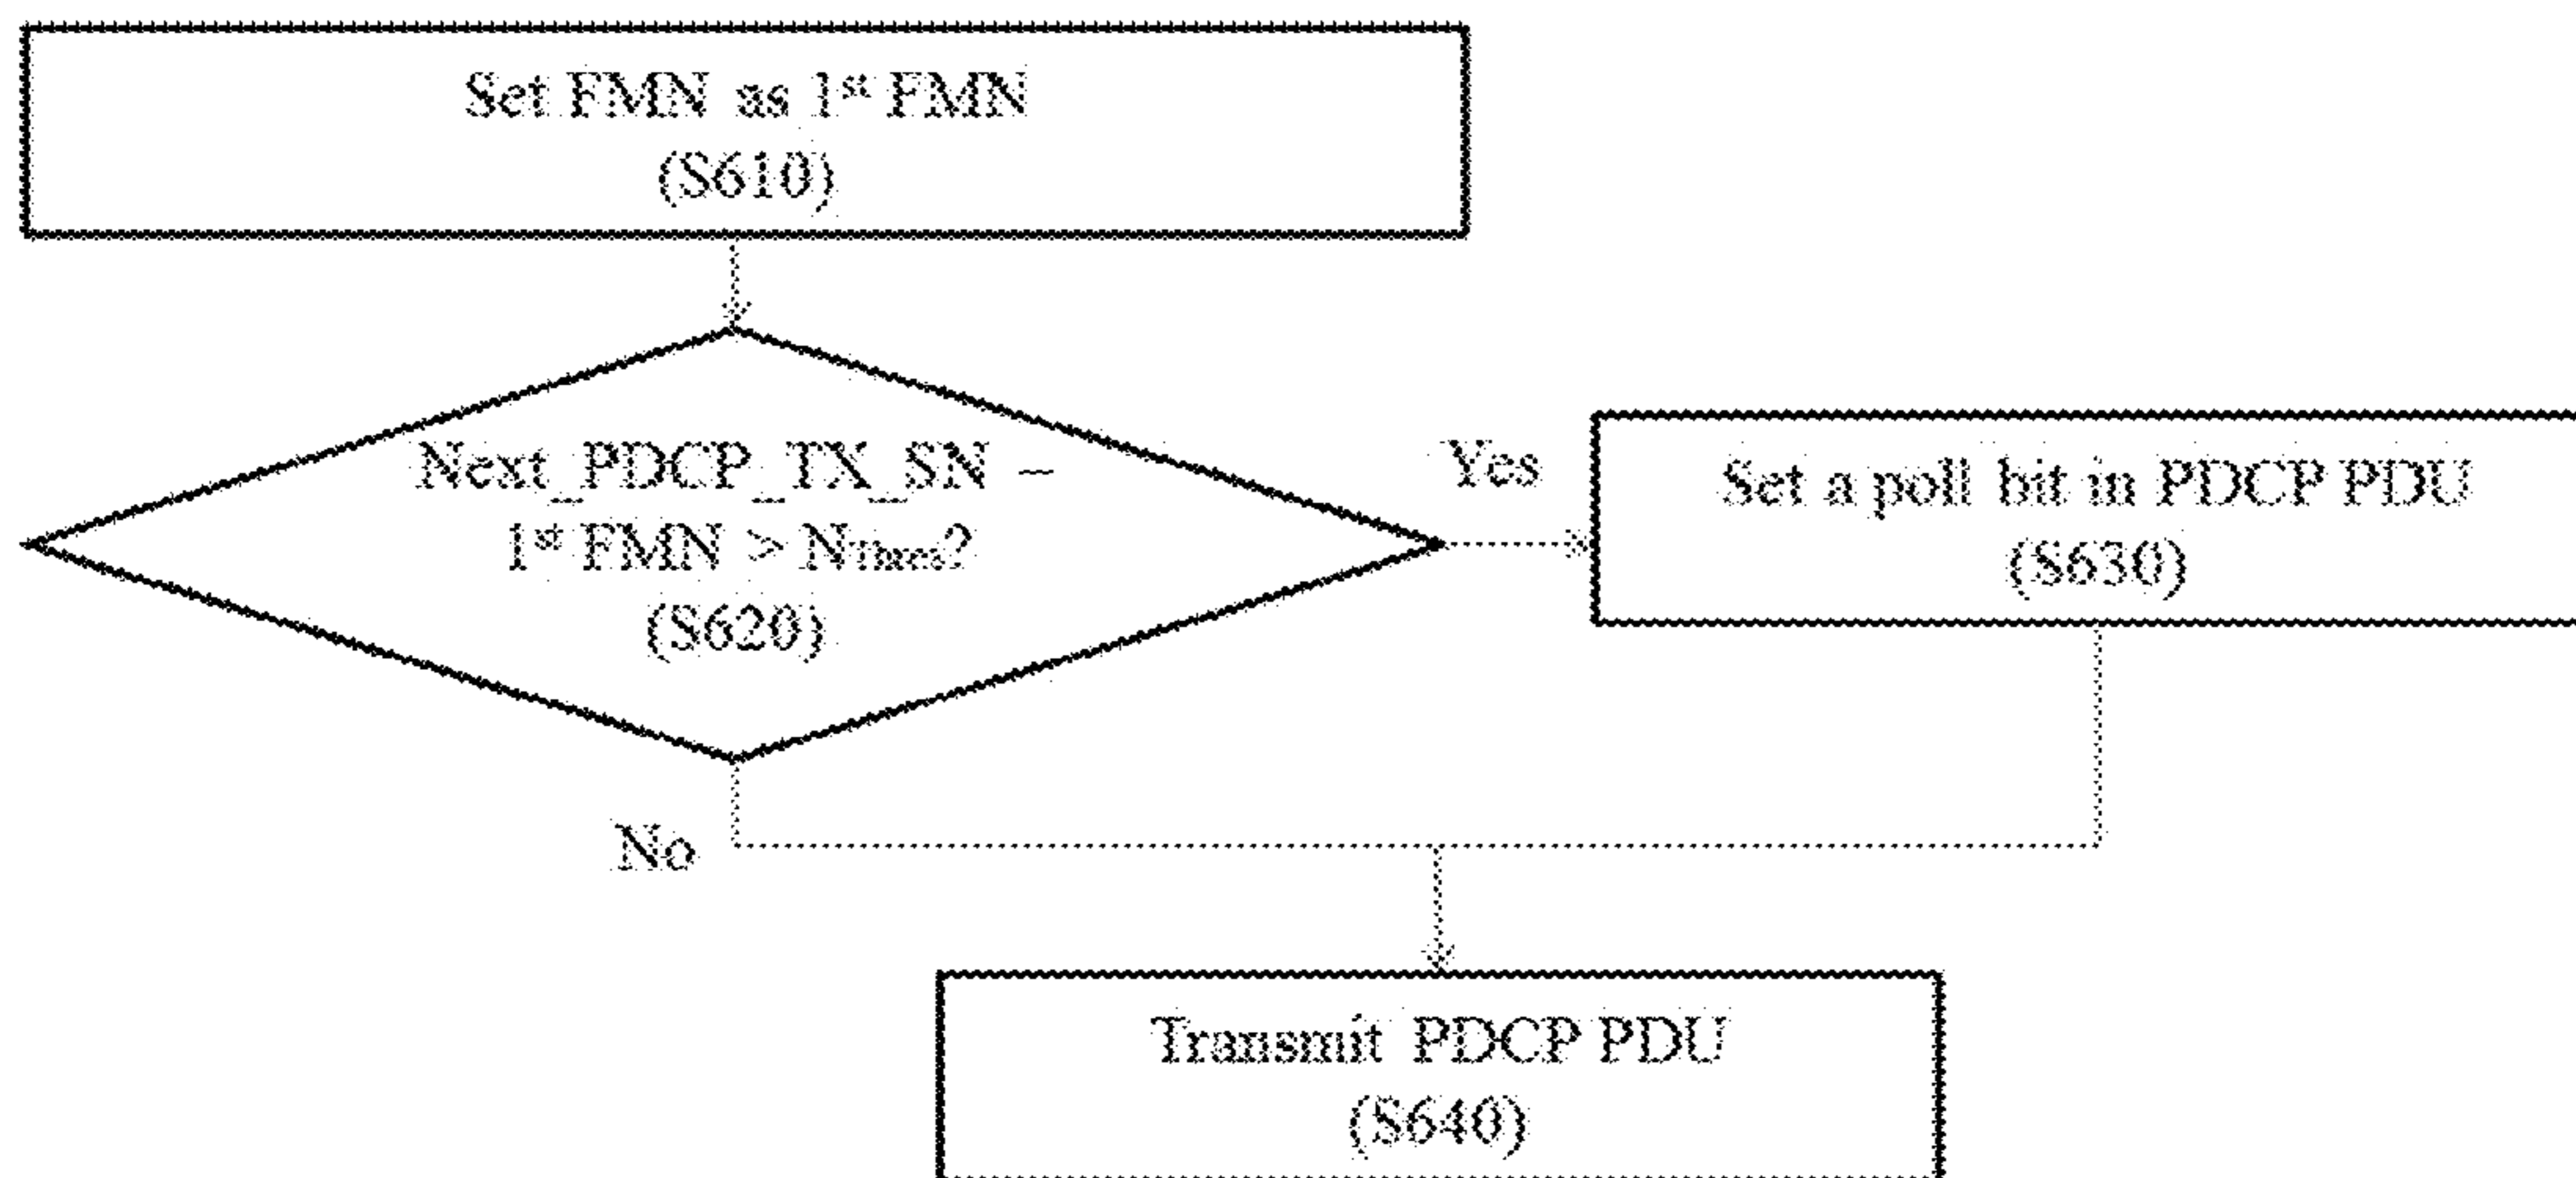 Set FMN as 1st FMN
(S610)
Next_PDCP_TX_SN –
1st FMN > NThres?
(S620)
Yes
Set a poll bit in PDCP PDU
(S630)
No
Transmit PDCP PDU
(S640)